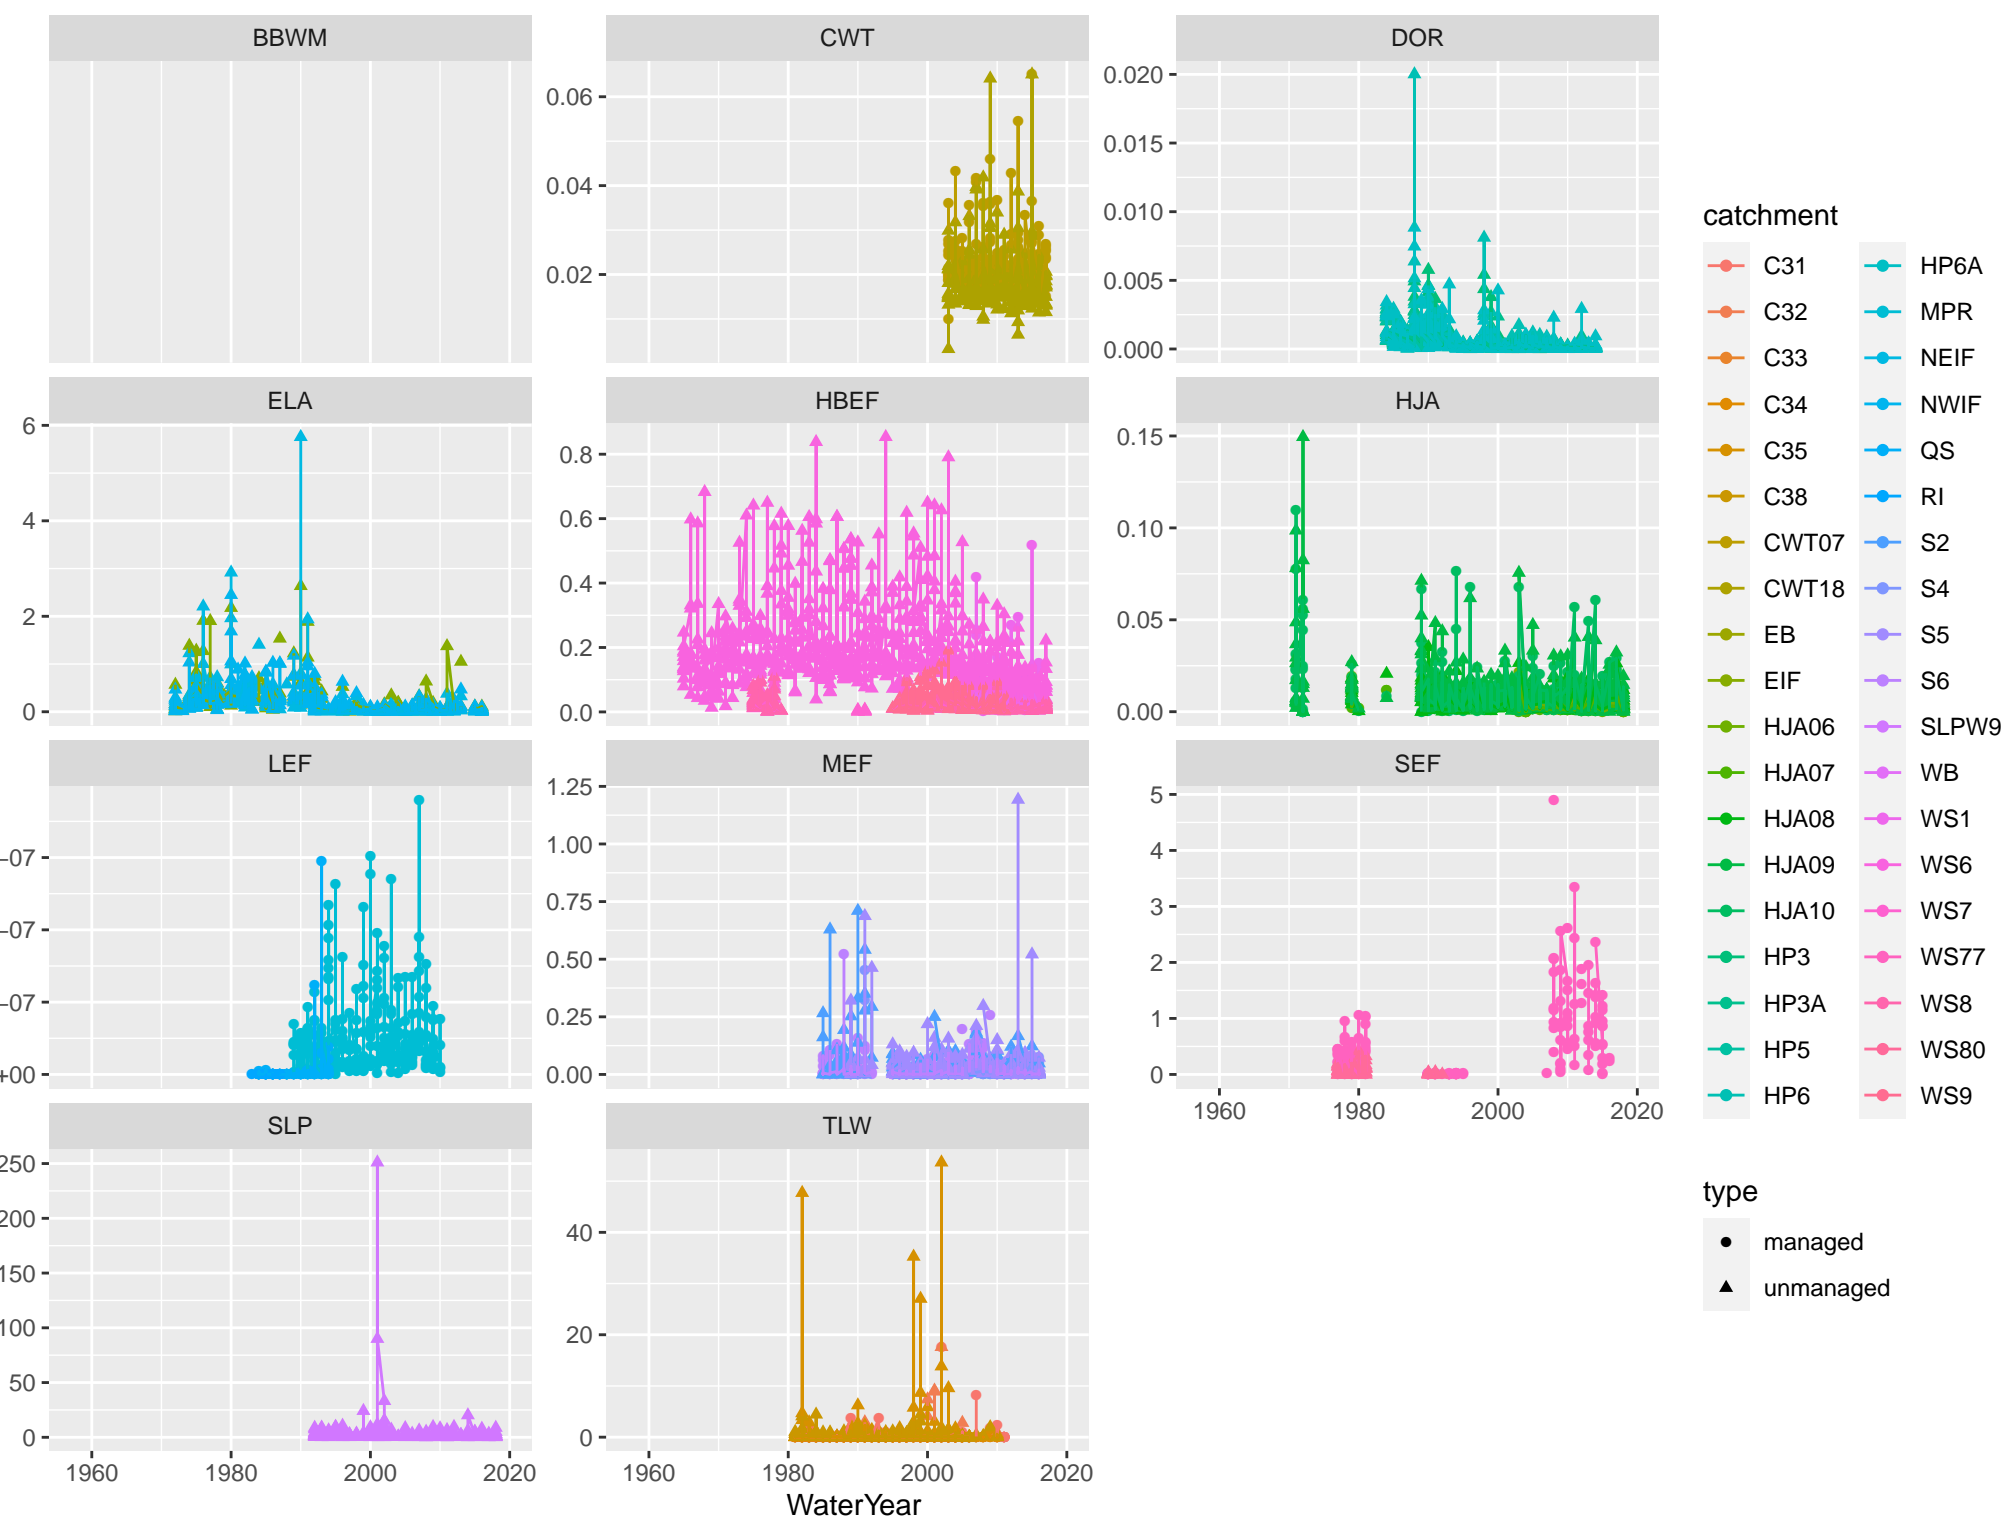 BBWM CWT DOR
0.06
0.04
0.02
0.020
0.015
0.010
0.005
0.000
ELA HBEF HJA
6
4
2
0
0.8
0.6
0.4
0.2
0.0
0.15
0.10
0.05
0.00
LEF MEF SEF
−07
−07
−07
+00
1.25
1.00
0.75
0.50
0.25
0.00
5
4
3
2
1
0
1960 1980 2000 2020
SLP TLW
250
200
150
100
50
0
40
20
0
1960 1980 2000 2020
1960 1980 2000 2020
WaterYear
catchment
C31 HP6A
C32 MPR
C33 NEIF
C34 NWIF
C35 QS
C38 RI
CWT07 S2
CWT18 S4
EB S5
EIF S6
HJA06 SLPW9
HJA07 WB
HJA08 WS1
HJA09 WS6
HJA10 WS7
HP3 WS77
HP3A WS8
HP5 WS80
HP6 WS9
type
managed
unmanaged